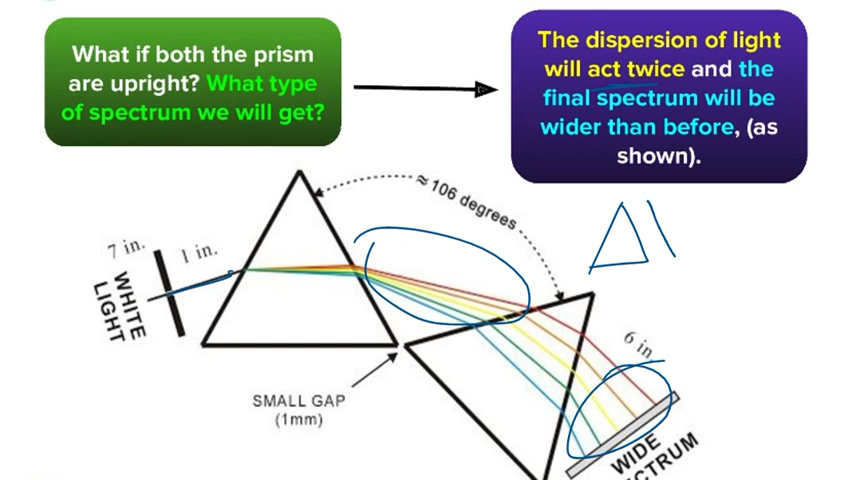 What if both the prism
are upright? What type
of spectrum we will get?
The dispersion of light
will act twice and the
final spectrum will be
wider than before, (as
shown).
≈ 106 degrees
7 in.
1 in.
WHITE
LIGHT
6 in.
SMALL GAP
(1mm)
WIDE